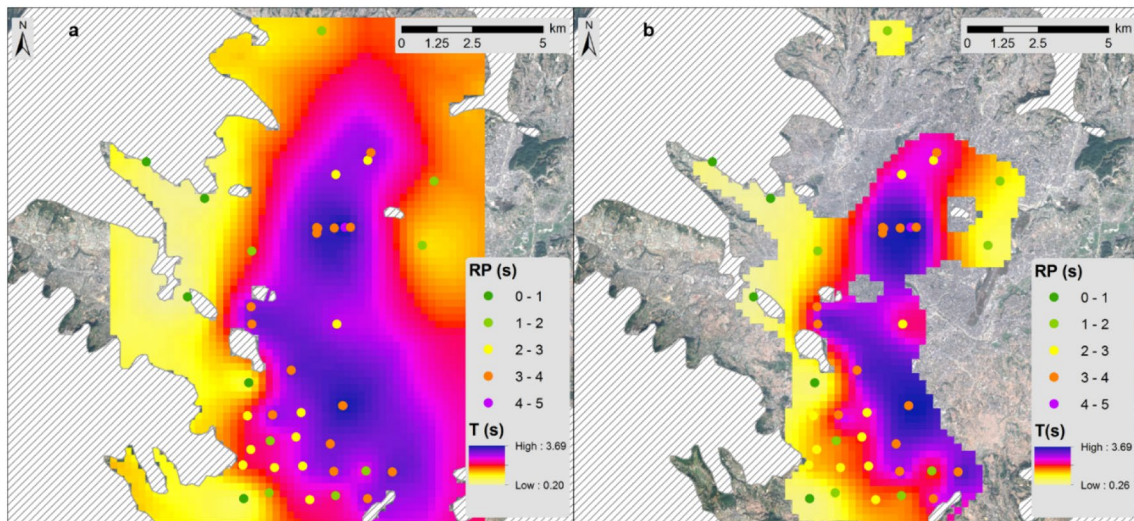 N
a
km
0 1.25 2.5 5
RP (s)
0 - 1
1 - 2
2 - 3
3 - 4
4 - 5
T (s)
High : 3.69
Low : 0.20
N
b
km
0 1.25 2.5 5
RP (s)
0 - 1
1 - 2
2 - 3
3 - 4
4 - 5
T(s)
High : 3.69
Low : 0.26